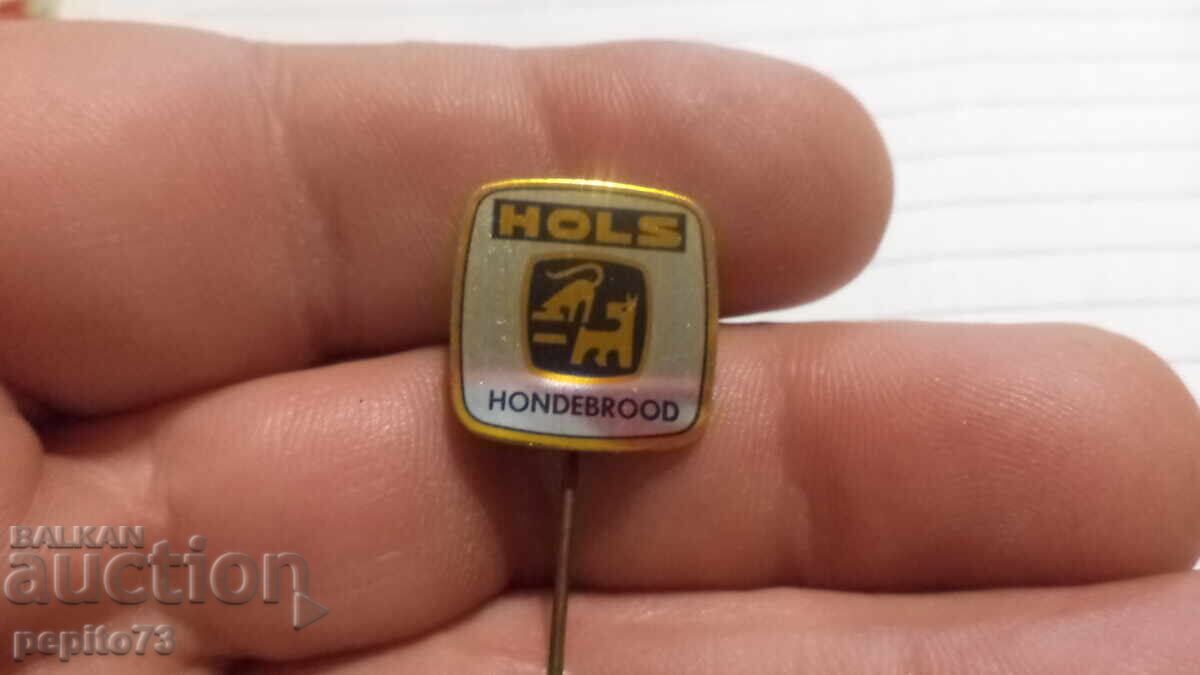 HOLS
HONDEBROOD
BALKAN
auction
pepito73